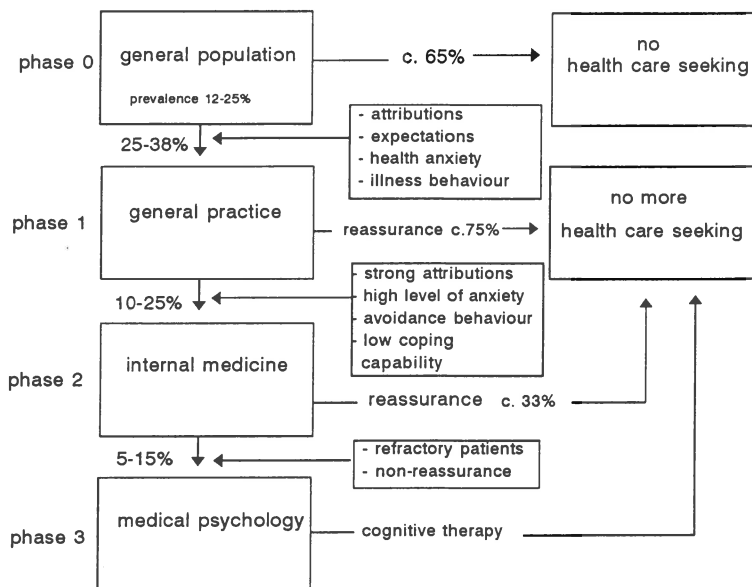 phase 0
general population
prevalence 12-25%
c. 65%
no
health care seeking
25-38%
- attributions
- expectations
- health anxiety
- illness behaviour
phase 1
general practice
reassurance c.75%
no more
health care seeking
10-25%
- strong attributions
- high level of anxiety
- avoidance behaviour
- low coping
capability
phase 2
internal medicine
reassurance c. 33%
5-15%
- refractory patients
- non-reassurance
phase 3
medical psychology
cognitive therapy